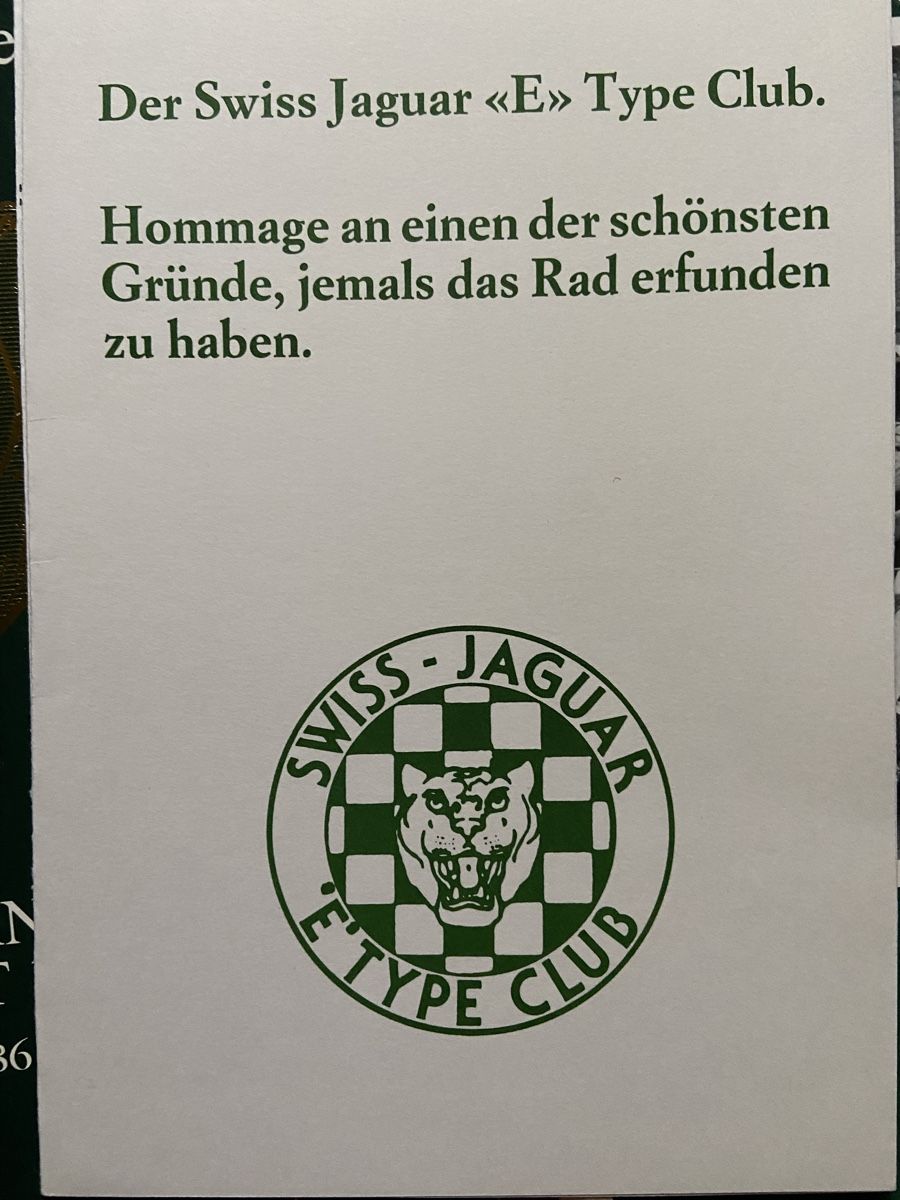 Der Swiss Jaguar «E» Type Club.
Hommage an einen der schönsten
Gründe, jemals das Rad erfunden
zu haben.
SWISS - JAGUAR
'E' TYPE CLUB
36